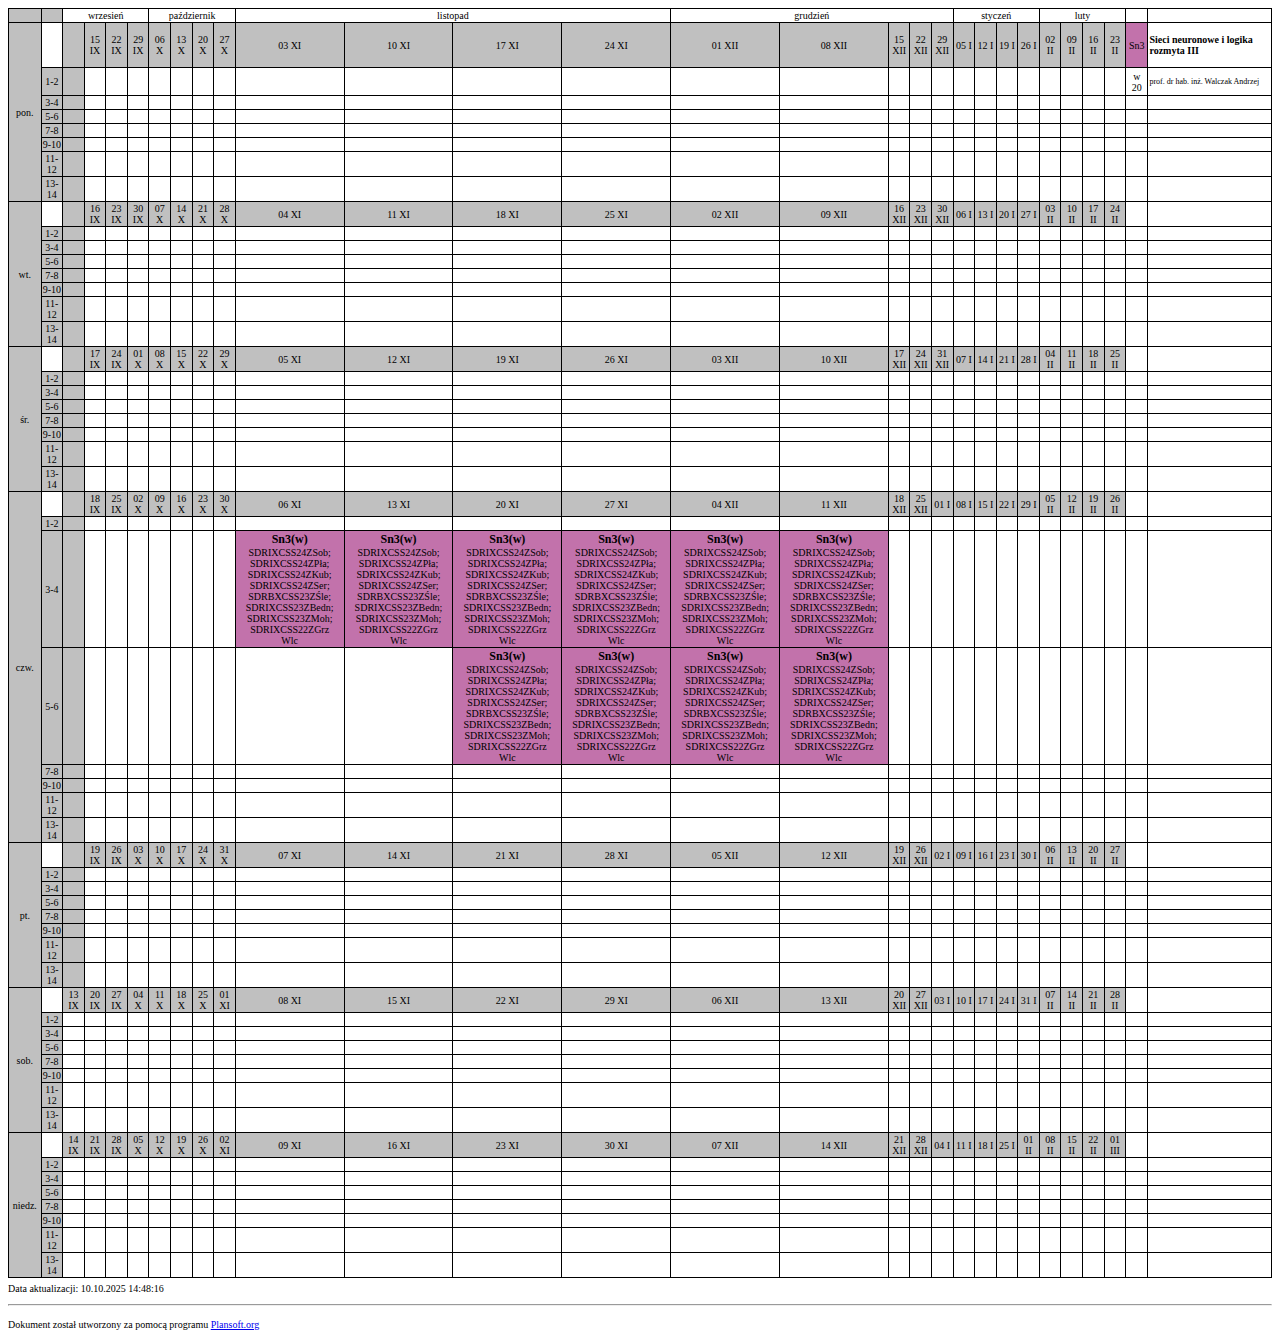 wrzesień październik listopad grudzień styczeń luty
pon. 15 IX 22 IX 29 IX 06 X 13 X 20 X 27 X 03 XI 10 XI 17 XI 24 XI 01 XII 08 XII 15 XII 22 XII 29 XII 05 I 12 I 19 I 26 I 02 II 09 II 16 II 23 II Sn3 Sieci neuronowe i logika rozmyta III
1-2 w 20 prof. dr hab. inż. Walczak Andrzej
3-4
5-6
7-8
9-10
11-12
13-14
wt. 16 IX 23 IX 30 IX 07 X 14 X 21 X 28 X 04 XI 11 XI 18 XI 25 XI 02 XII 09 XII 16 XII 23 XII 30 XII 06 I 13 I 20 I 27 I 03 II 10 II 17 II 24 II
1-2
3-4
5-6
7-8
9-10
11-12
13-14
śr. 17 IX 24 IX 01 X 08 X 15 X 22 X 29 X 05 XI 12 XI 19 XI 26 XI 03 XII 10 XII 17 XII 24 XII 31 XII 07 I 14 I 21 I 28 I 04 II 11 II 18 II 25 II
1-2
3-4
5-6
7-8
9-10
11-12
13-14
czw. 18 IX 25 IX 02 X 09 X 16 X 23 X 30 X 06 XI 13 XI 20 XI 27 XI 04 XII 11 XII 18 XII 25 XII 01 I 08 I 15 I 22 I 29 I 05 II 12 II 19 II 26 II
1-2
3-4
Sn3(w) Sn3(w) Sn3(w) Sn3(w) Sn3(w) Sn3(w)
SDRIXCSS24ZSob; SDRIXCSS24ZSob; SDRIXCSS24ZSob; SDRIXCSS24ZSob; SDRIXCSS24ZSob; SDRIXCSS24ZSob;
SDRIXCSS24ZPła; SDRIXCSS24ZPła; SDRIXCSS24ZPła; SDRIXCSS24ZPła; SDRIXCSS24ZPła; SDRIXCSS24ZPła;
SDRIXCSS24ZKub; SDRIXCSS24ZKub; SDRIXCSS24ZKub; SDRIXCSS24ZKub; SDRIXCSS24ZKub; SDRIXCSS24ZKub;
SDRIXCSS24ZSer; SDRIXCSS24ZSer; SDRIXCSS24ZSer; SDRIXCSS24ZSer; SDRIXCSS24ZSer; SDRIXCSS24ZSer;
SDRBXCSS23ZŚle; SDRBXCSS23ZŚle; SDRBXCSS23ZŚle; SDRBXCSS23ZŚle; SDRBXCSS23ZŚle; SDRBXCSS23ZŚle;
SDRIXCSS23ZBedn; SDRIXCSS23ZBedn; SDRIXCSS23ZBedn; SDRIXCSS23ZBedn; SDRIXCSS23ZBedn; SDRIXCSS23ZBedn;
SDRIXCSS23ZMoh; SDRIXCSS23ZMoh; SDRIXCSS23ZMoh; SDRIXCSS23ZMoh; SDRIXCSS23ZMoh; SDRIXCSS23ZMoh;
SDRIXCSS22ZGrz SDRIXCSS22ZGrz SDRIXCSS22ZGrz SDRIXCSS22ZGrz SDRIXCSS22ZGrz SDRIXCSS22ZGrz
Wlc Wlc Wlc Wlc Wlc Wlc
5-6
Sn3(w) Sn3(w) Sn3(w) Sn3(w)
SDRIXCSS24ZSob; SDRIXCSS24ZSob; SDRIXCSS24ZSob; SDRIXCSS24ZSob;
SDRIXCSS24ZPła; SDRIXCSS24ZPła; SDRIXCSS24ZPła; SDRIXCSS24ZPła;
SDRIXCSS24ZKub; SDRIXCSS24ZKub; SDRIXCSS24ZKub; SDRIXCSS24ZKub;
SDRIXCSS24ZSer; SDRIXCSS24ZSer; SDRIXCSS24ZSer; SDRIXCSS24ZSer;
SDRBXCSS23ZŚle; SDRBXCSS23ZŚle; SDRBXCSS23ZŚle; SDRBXCSS23ZŚle;
SDRIXCSS23ZBedn; SDRIXCSS23ZBedn; SDRIXCSS23ZBedn; SDRIXCSS23ZBedn;
SDRIXCSS23ZMoh; SDRIXCSS23ZMoh; SDRIXCSS23ZMoh; SDRIXCSS23ZMoh;
SDRIXCSS22ZGrz SDRIXCSS22ZGrz SDRIXCSS22ZGrz SDRIXCSS22ZGrz
Wlc Wlc Wlc Wlc
7-8
9-10
11-12
13-14
pt. 19 IX 26 IX 03 X 10 X 17 X 24 X 31 X 07 XI 14 XI 21 XI 28 XI 05 XII 12 XII 19 XII 26 XII 02 I 09 I 16 I 23 I 30 I 06 II 13 II 20 II 27 II
1-2
3-4
5-6
7-8
9-10
11-12
13-14
sob. 13 IX 20 IX 27 IX 04 X 11 X 18 X 25 X 01 XI 08 XI 15 XI 22 XI 29 XI 06 XII 13 XII 20 XII 27 XII 03 I 10 I 17 I 24 I 31 I 07 II 14 II 21 II 28 II
1-2
3-4
5-6
7-8
9-10
11-12
13-14
niedz. 14 IX 21 IX 28 IX 05 X 12 X 19 X 26 X 02 XI 09 XI 16 XI 23 XI 30 XI 07 XII 14 XII 21 XII 28 XII 04 I 11 I 18 I 25 I 01 II 08 II 15 II 22 II 01 III
1-2
3-4
5-6
7-8
9-10
11-12
13-14
Data aktualizacji: 10.10.2025 14:48:16
Dokument został utworzony za pomocą programu Plansoft.org